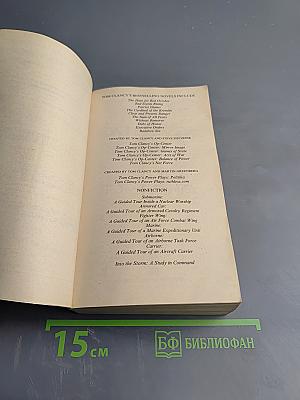 TOM CLANCY'S BESTSELLING NOVELS INCLUDE
The Hunt for Red October
Red Storm Rising
Patriot Games
The Cardinal of the Kremlin
Clear and Present Danger
The Sum of All Fears
Without Remorse
Debt of Honor
Executive Orders
Rainbow Six
CREATED BY TOM CLANCY AND STEVE PIECZENIK
Tom Clancy's Op-Center
Tom Clancy's Op-Center: Mirror Image
Tom Clancy's Op-Center: Games of State
Tom Clancy's Op-Center: Acts of War
Tom Clancy's Op-Center: Balance of Power
Tom Clancy's Net Force
CREATED BY TOM CLANCY AND MARTIN GREENBERG
Tom Clancy's Power Plays: Politika
Tom Clancy's Power Plays: ruthless.com
NONFICTION
Submarine:
A Guided Tour Inside a Nuclear Warship
Armored Cav:
A Guided Tour of an Armored Cavalry Regiment
Fighter Wing:
A Guided Tour of an Air Force Combat Wing
Marine:
A Guided Tour of a Marine Expeditionary Unit
Airborne:
A Guided Tour of an Airborne Task Force
Carrier:
A Guided Tour of an Aircraft Carrier
Into the Storm: A Study in Command
15 см
БФ БИБЛИОФАН